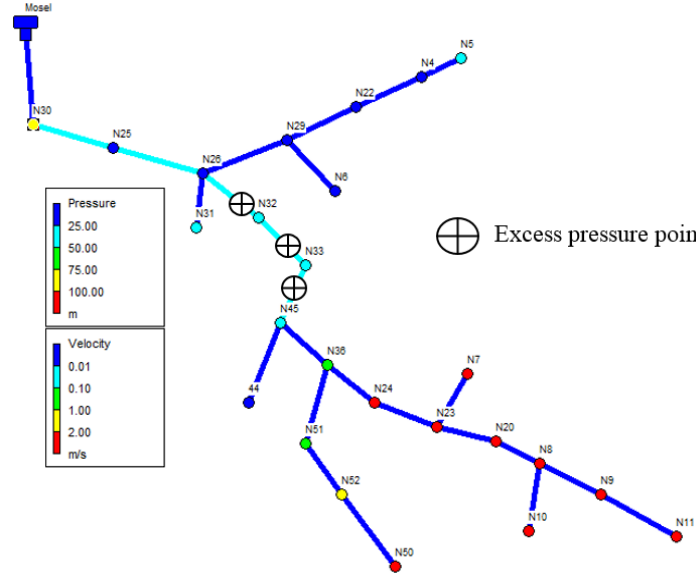 Mosel
N5
N4
N22
N30
N25
N29
N26
N6
N31
N32
Pressure
25.00
50.00
75.00
100.00
m
Excess pressure poin
N33
N45
Velocity
0.01
0.10
1.00
2.00
m/s
N36
N7
44
N24
N23
N20
N51
N8
N52
N9
N10
N11
N50